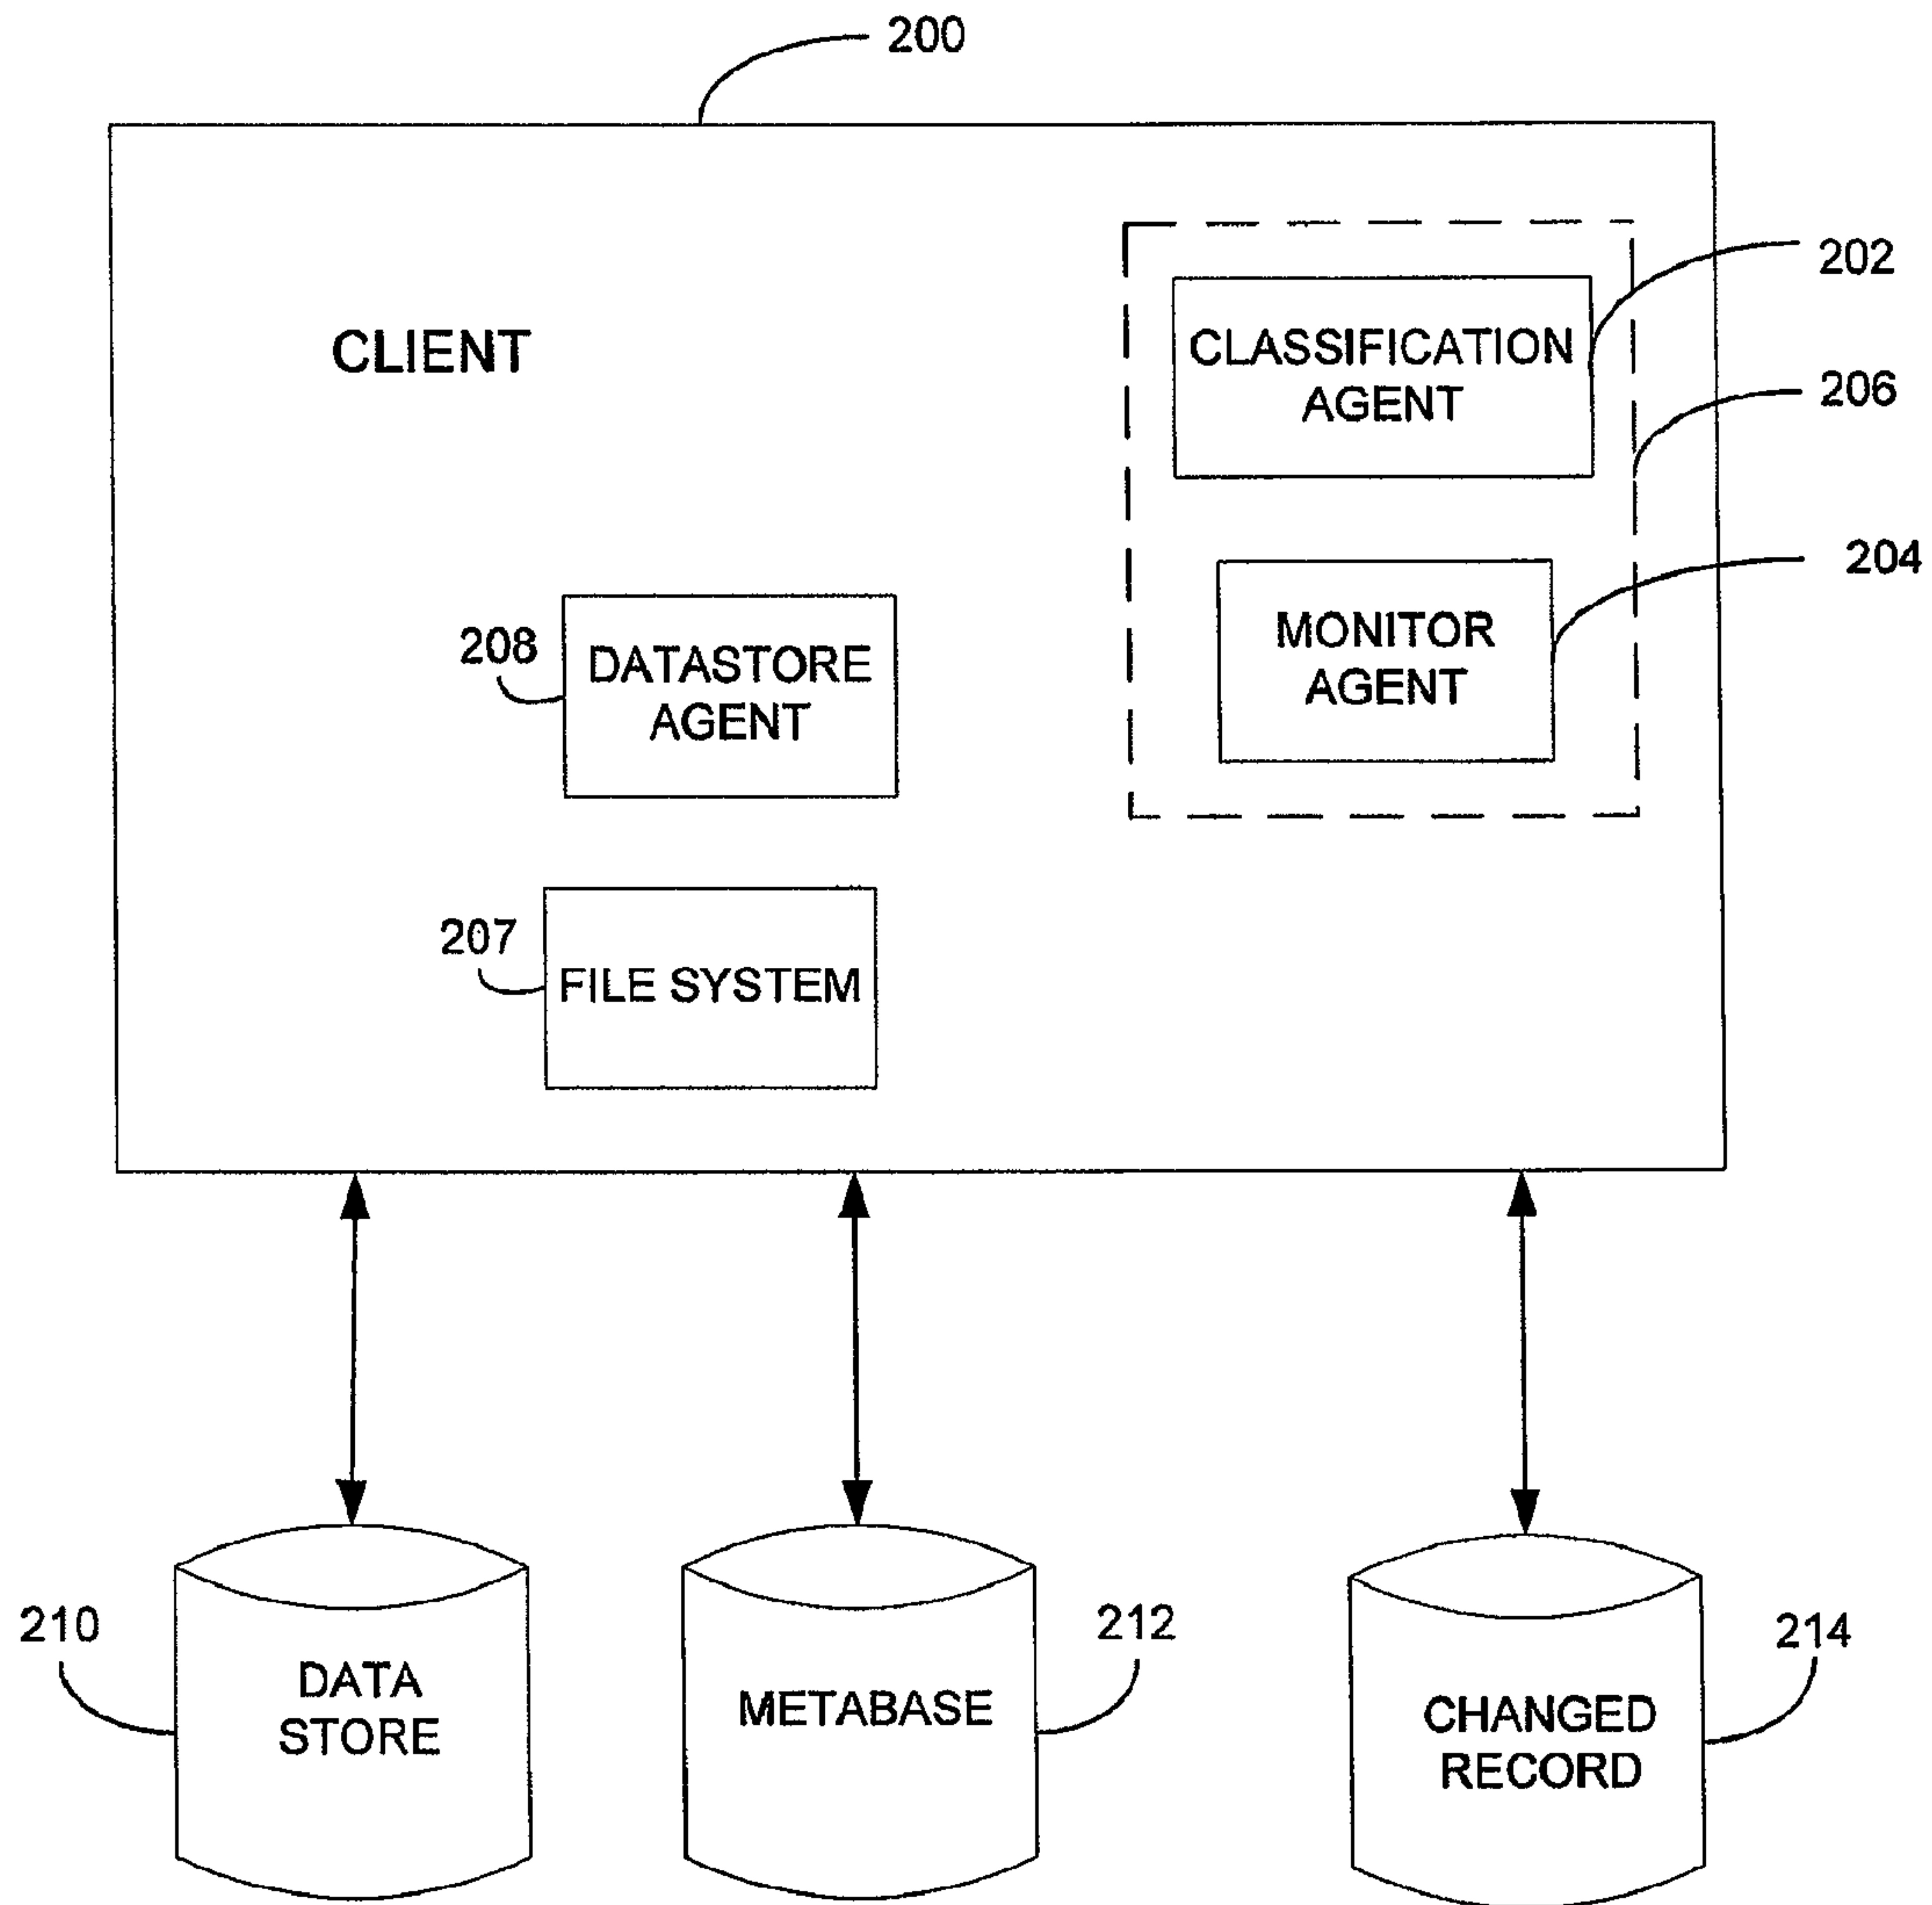 200
CLIENT
202
CLASSIFICATION
AGENT
206
204
MONITOR
AGENT
208
DATASTORE
AGENT
207
FILE SYSTEM
210
DATA
STORE
212
METABASE
214
CHANGED
RECORD